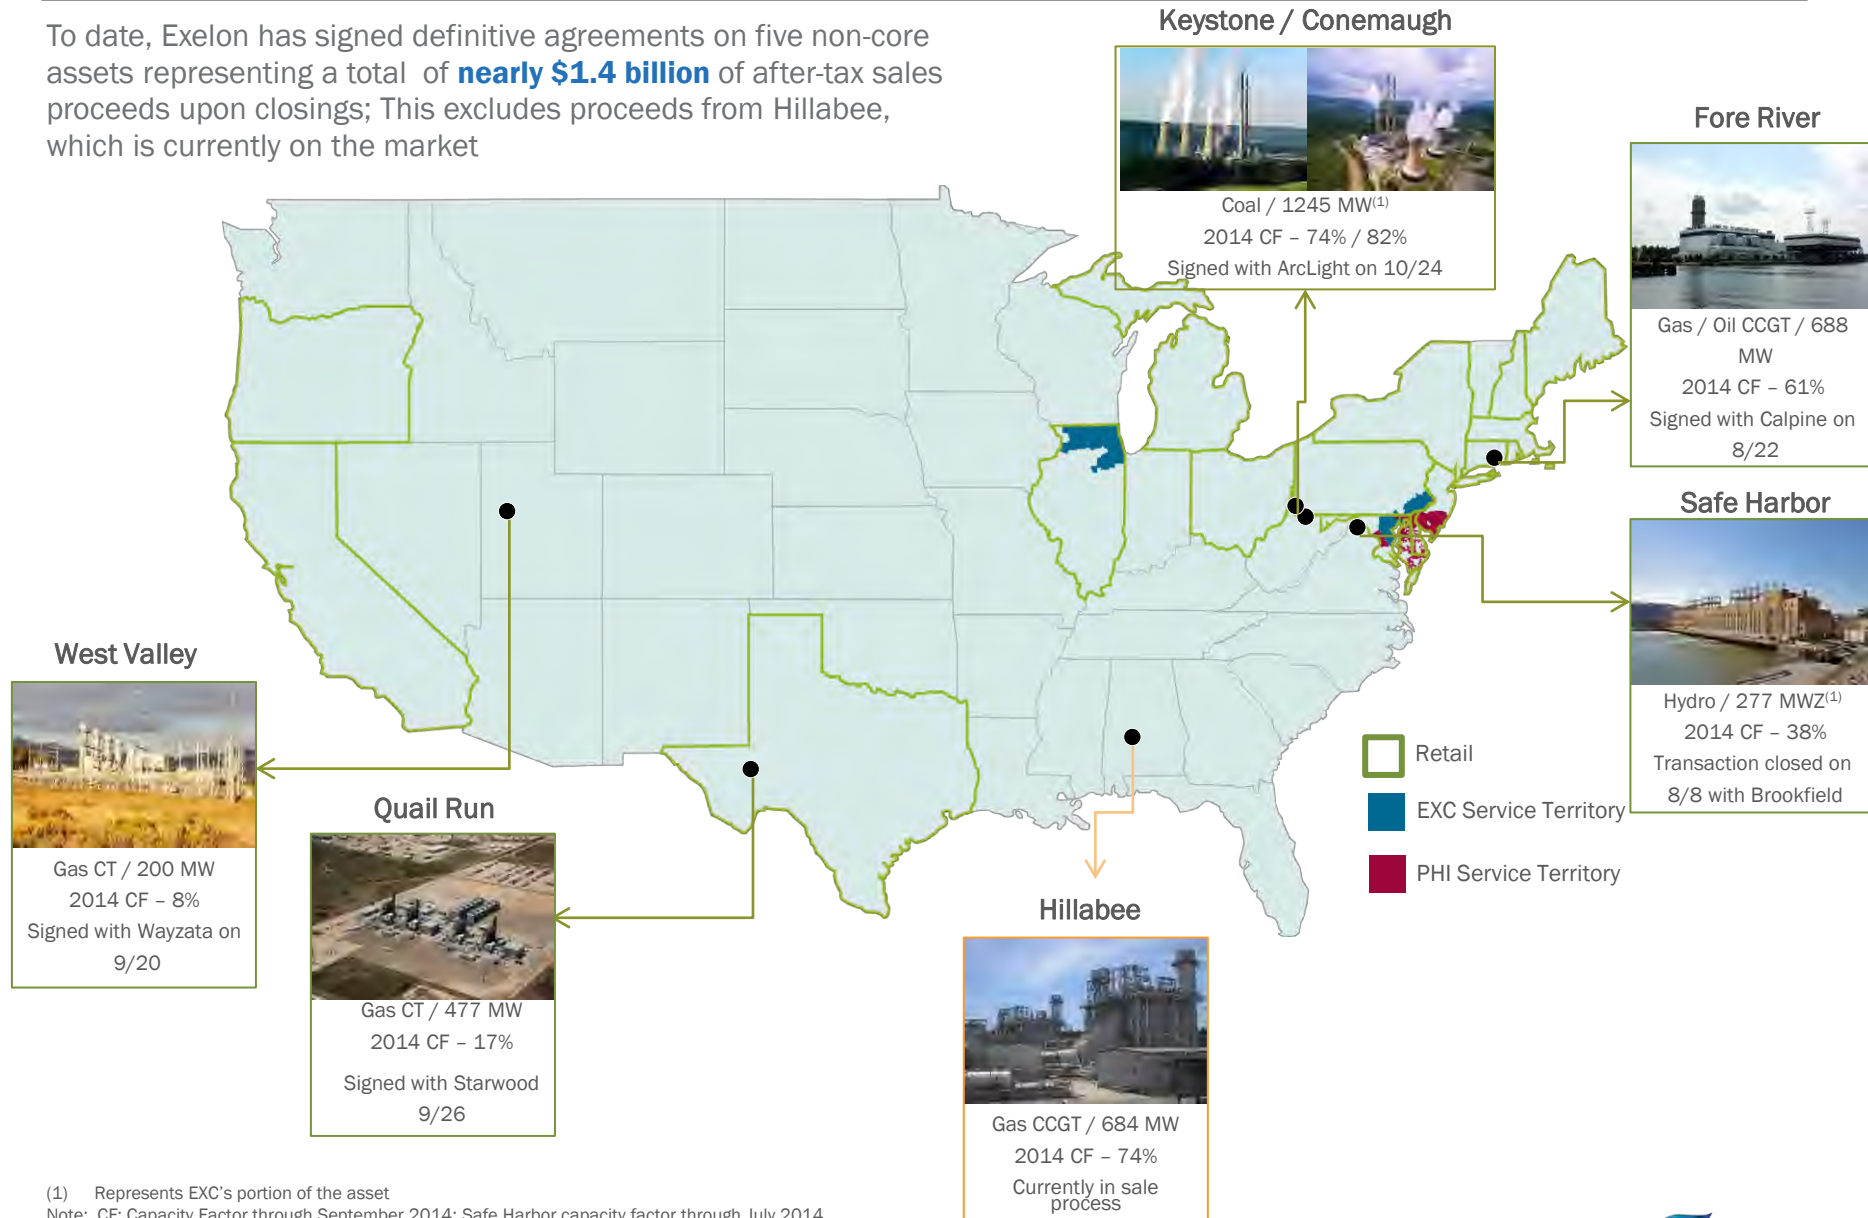 To date, Exelon has signed definitive agreements on five non-core
assets representing a total of nearly $1.4 billion of after-tax sales
proceeds upon closings; This excludes proceeds from Hillabee,
which is currently on the market
Keystone / Conemaugh
Coal / 1245 MW(1)
2014 CF – 74% / 82%
Signed with ArcLight on 10/24
Fore River
Gas / Oil CCGT / 688
MW
2014 CF – 61%
Signed with Calpine on
8/22
Safe Harbor
Hydro / 277 MWZ(1)
2014 CF – 38%
Transaction closed on
8/8 with Brookfield
West Valley
Gas CT / 200 MW
2014 CF – 8%
Signed with Wayzata on
9/20
Quail Run
Gas CT / 477 MW
2014 CF – 17%
Signed with Starwood
9/26
Hillabee
Gas CCGT / 684 MW
2014 CF – 74%
Currently in sale
process
Retail
EXC Service Territory
PHI Service Territory
(1) Represents EXC's portion of the asset
Note: CF: Capacity Factor through September 2014; Safe Harbor capacity factor through July 2014